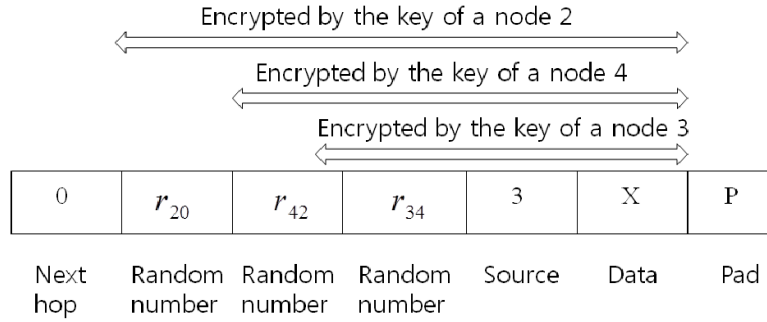 Encrypted by the key of a node 2
Encrypted by the key of a node 4
Encrypted by the key of a node 3
0 r20 r42 r34 3 X P
Next Random Random Random Source Data Pad
hop number number number